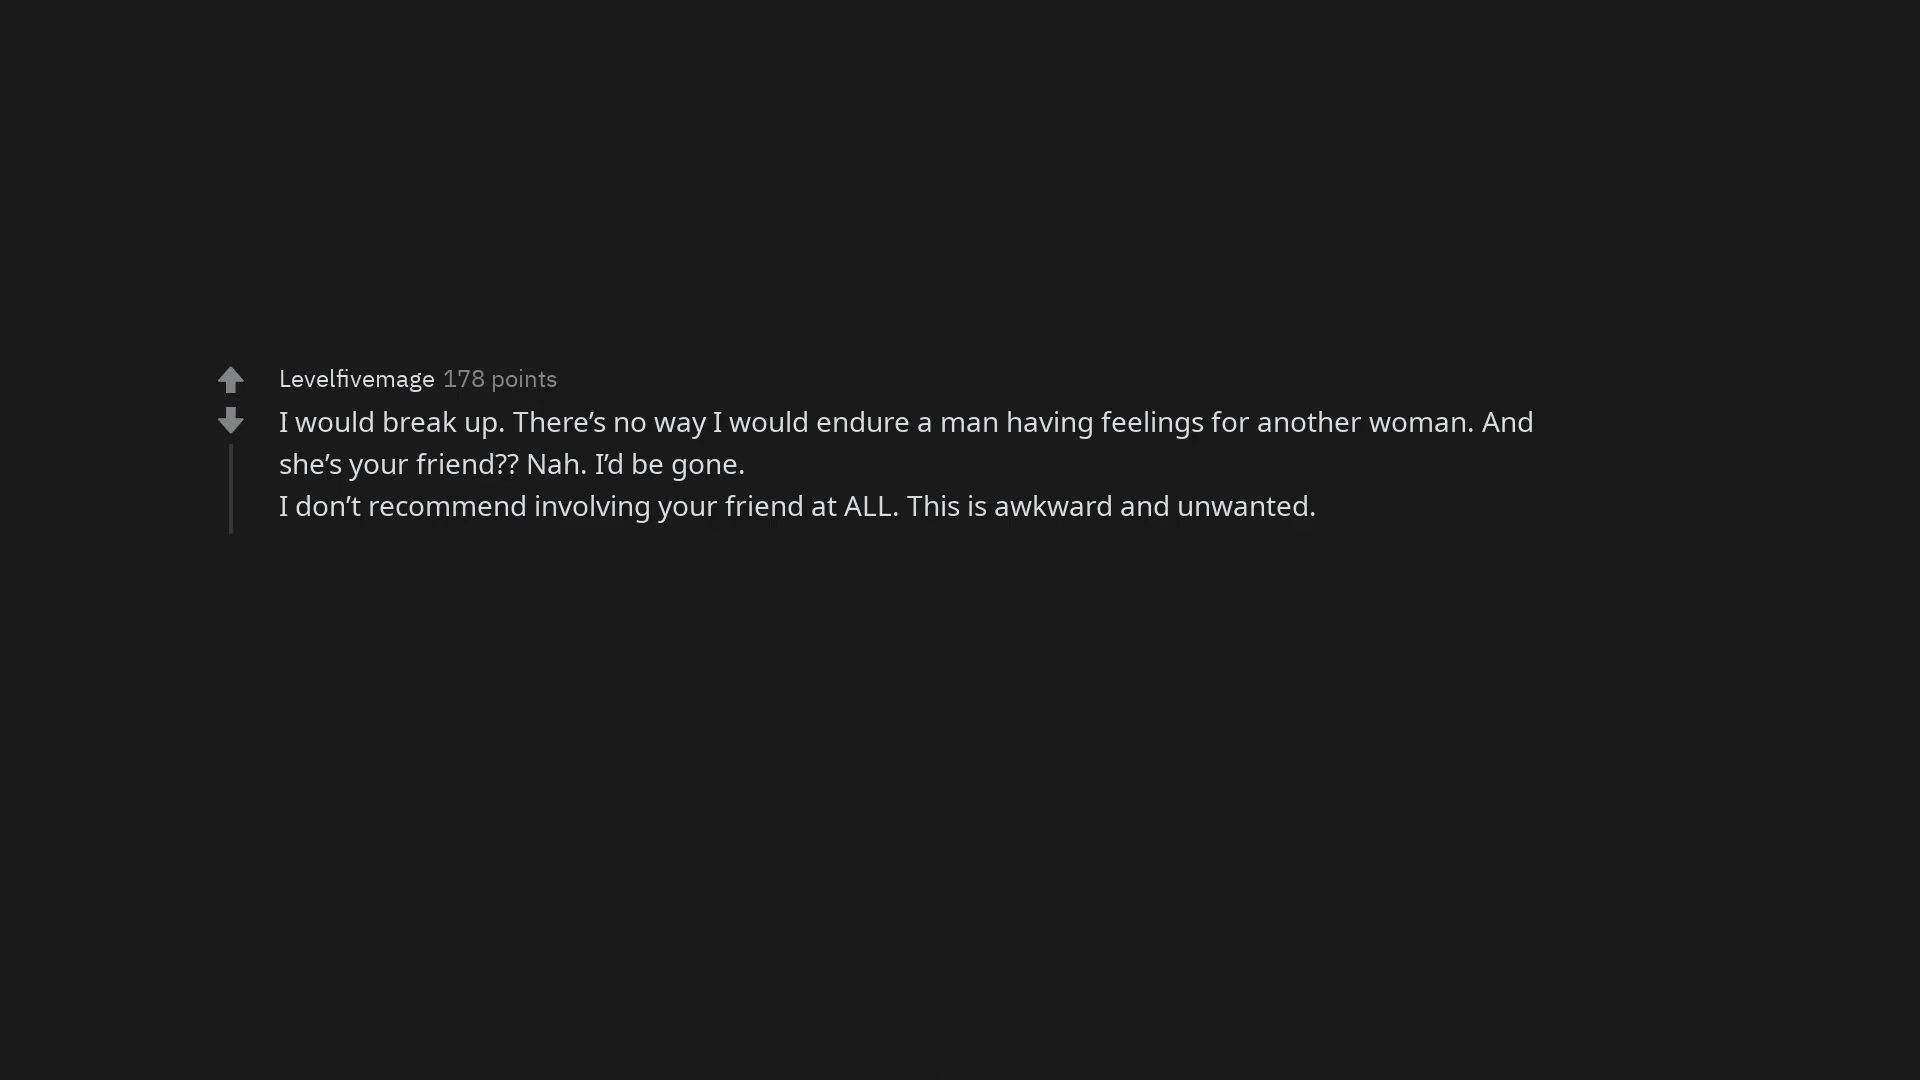 Levelfivemage 178 points
I would break up. There’s no way I would endure a man having feelings for another woman. And
she’s your friend?? Nah. I’d be gone.
I don’t recommend involving your friend at ALL. This is awkward and unwanted.